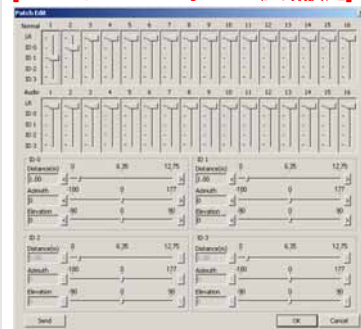 Patch Edit
Normal 1 2 3 4 5 6 7 8 9 10 11 12 13 14 15 16
LR
ID 0
ID 1
ID 2
ID 3
Audio 1 2 3 4 5 6 7 8 9 10 11 12 13 14 15 16
LR
ID 0
ID 1
ID 2
ID 3
ID 0
Distance(m) 0 6,35 12,75
1.00
Azimuth -180 0 177
0
Elevation -90 0 90
0
ID 1
Distance(m) 0 6,35 12,75
1.00
Azimuth -180 0 177
0
Elevation -90 0 90
0
ID 2
Distance(m) 0 6,35 12,75
Azimuth -180 0 177
Elevation -90 0 90
ID 3
Distance(m) 0 6,35 12,75
Azimuth -180 0 177
Elevation -90 0 90
Send OK Cancel